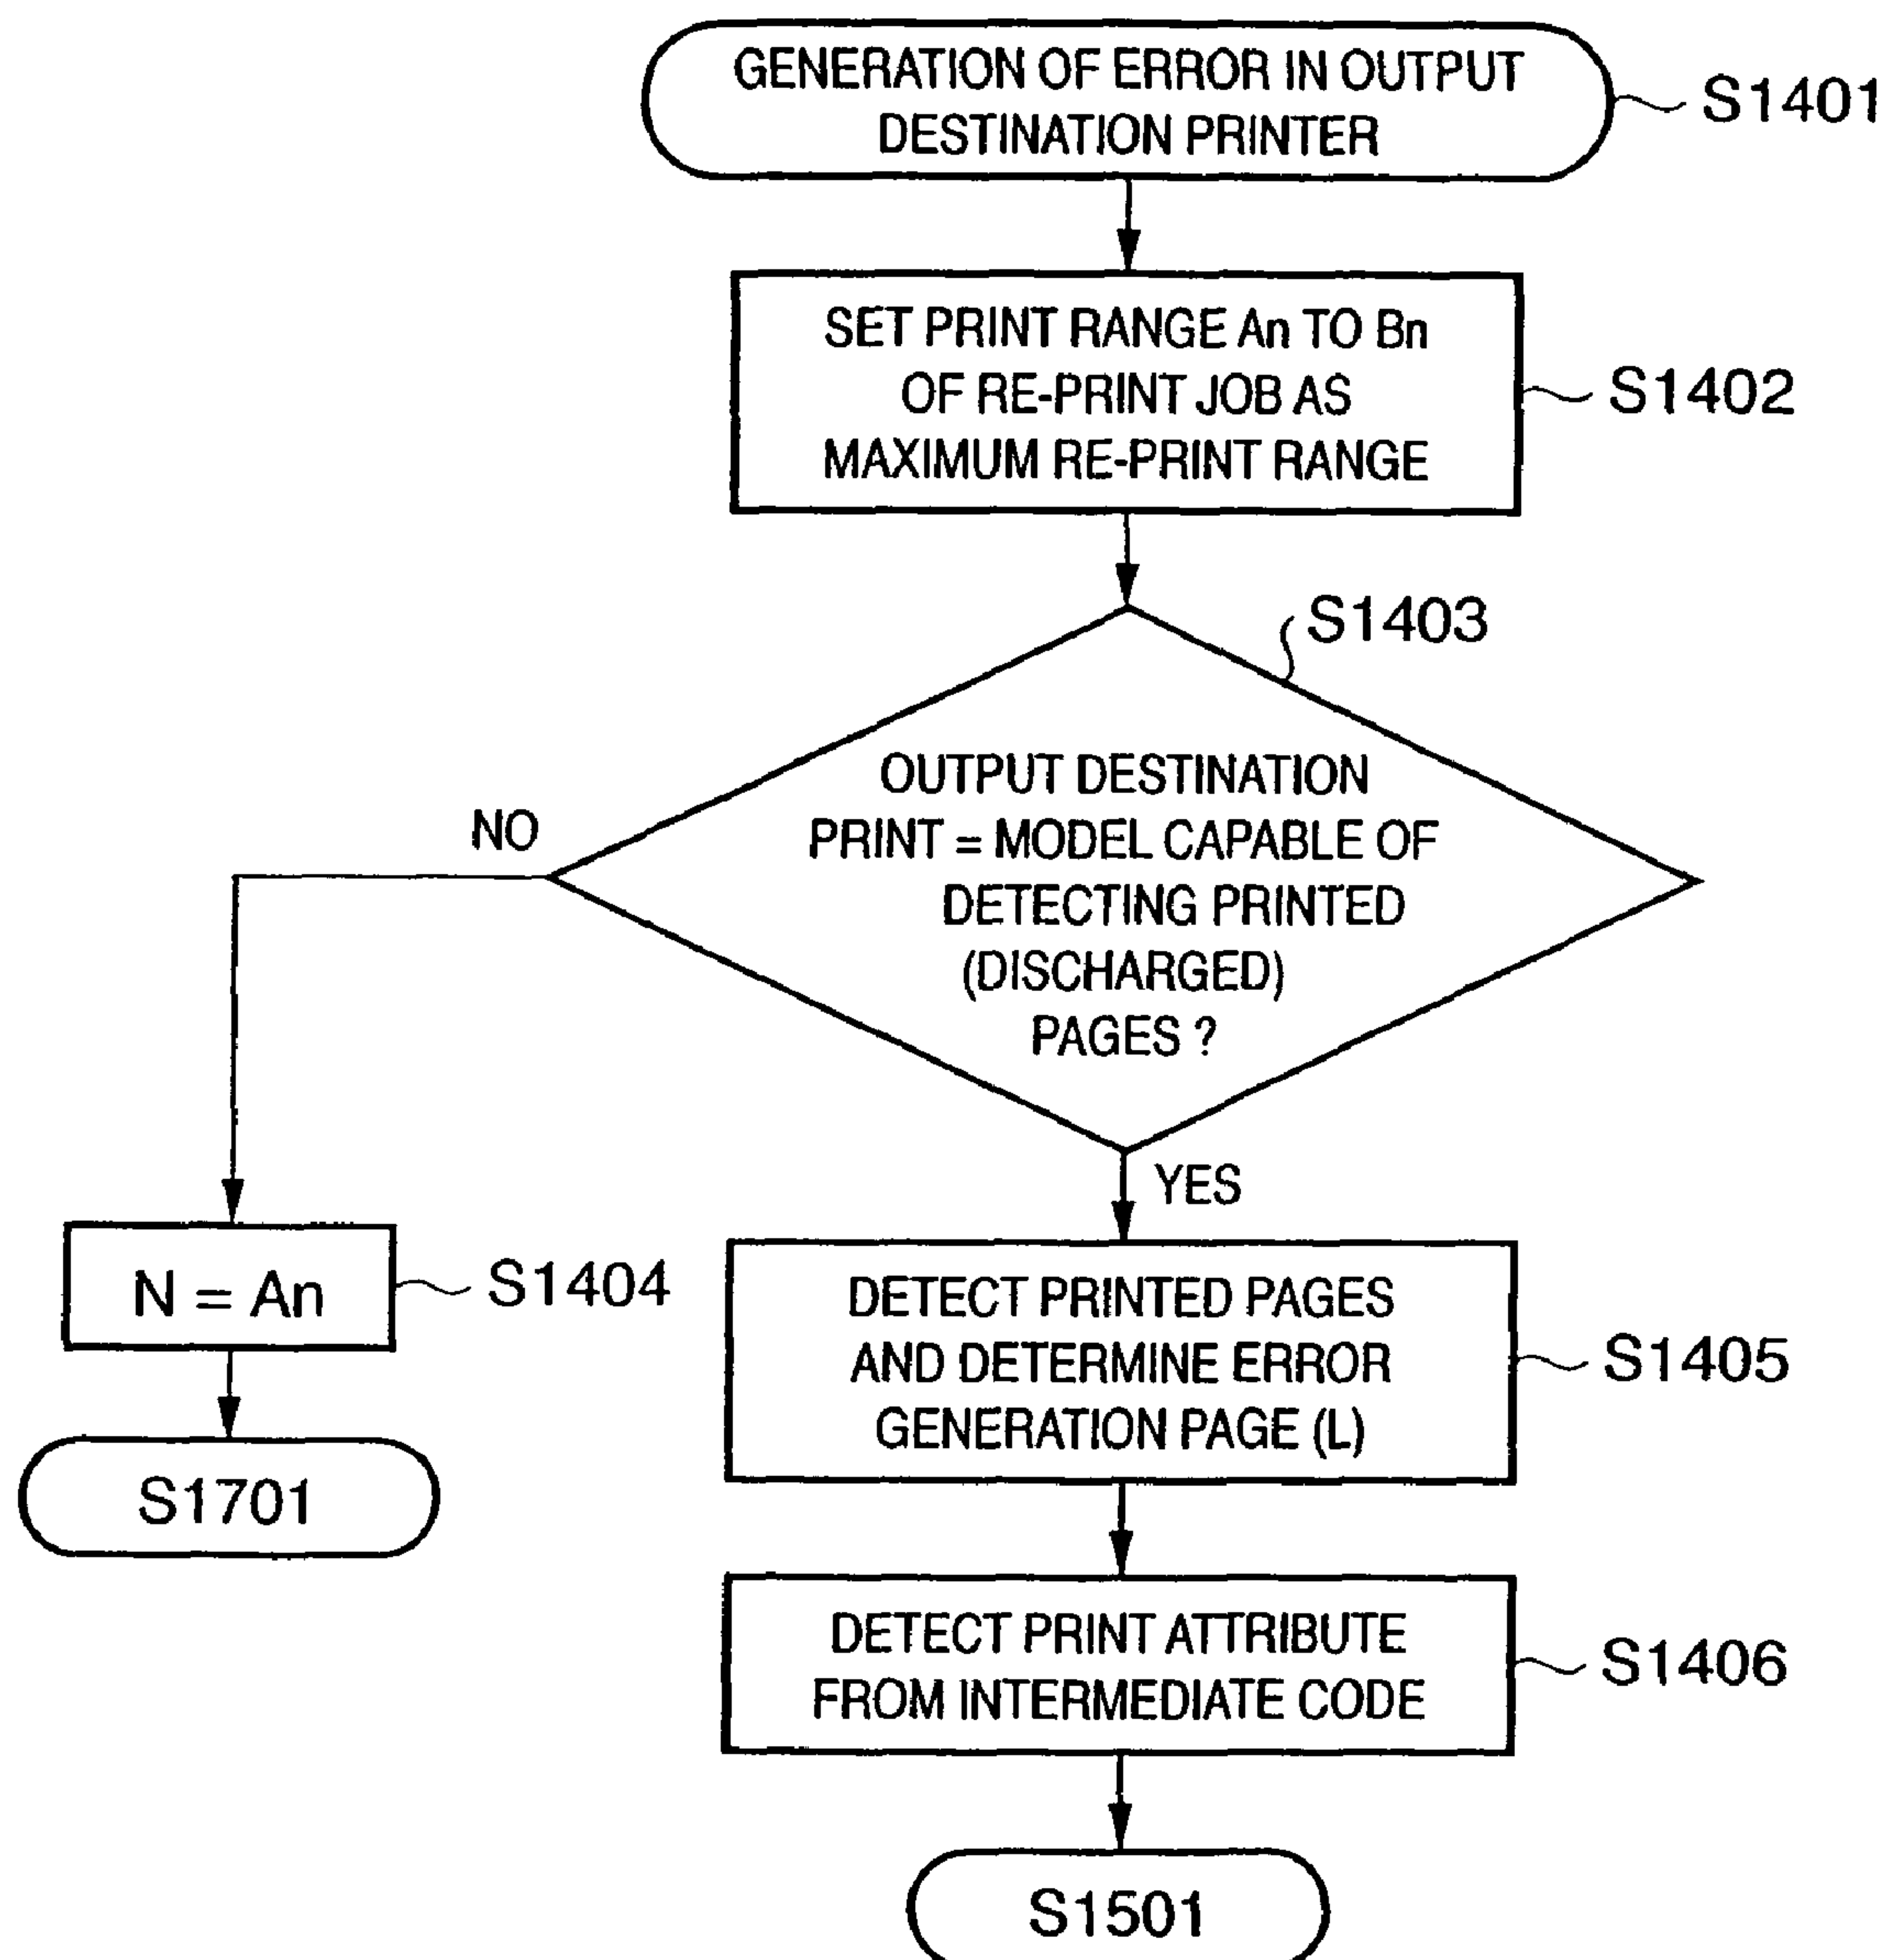 GENERATION OF ERROR IN OUTPUT
DESTINATION PRINTER
S1401
SET PRINT RANGE An TO Bn
OF RE-PRINT JOB AS
MAXIMUM RE-PRINT RANGE
S1402
S1403
OUTPUT DESTINATION
PRINT = MODEL CAPABLE OF
DETECTING PRINTED
(DISCHARGED)
PAGES ?
NO
YES
N = An
S1404
S1701
DETECT PRINTED PAGES
AND DETERMINE ERROR
GENERATION PAGE (L)
S1405
DETECT PRINT ATTRIBUTE
FROM INTERMEDIATE CODE
S1406
S1501